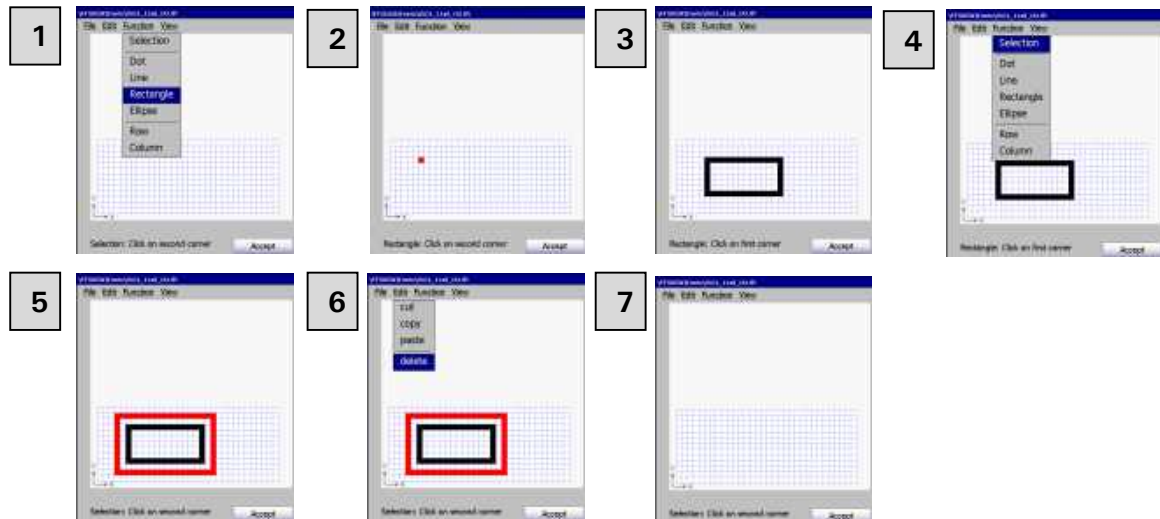 1
File Edit Function View
Selection
Dot
Line
Rectangle
Ellipse
Row
Column
Selection: Click on second corner
Accept
2
File Edit Function View
Rectangle: Click on second corner
Accept
3
File Edit Function View
Rectangle: Click on first corner
Accept
4
File Edit Function View
Selection
Dot
Line
Rectangle
Ellipse
Row
Column
Rectangle: Click on first corner
Accept
5
File Edit Function View
Selection: Click on second corner
Accept
6
File Edit Function View
cut
copy
paste
delete
Selection: Click on second corner
Accept
7
File Edit Function View
Selection: Click on second corner
Accept